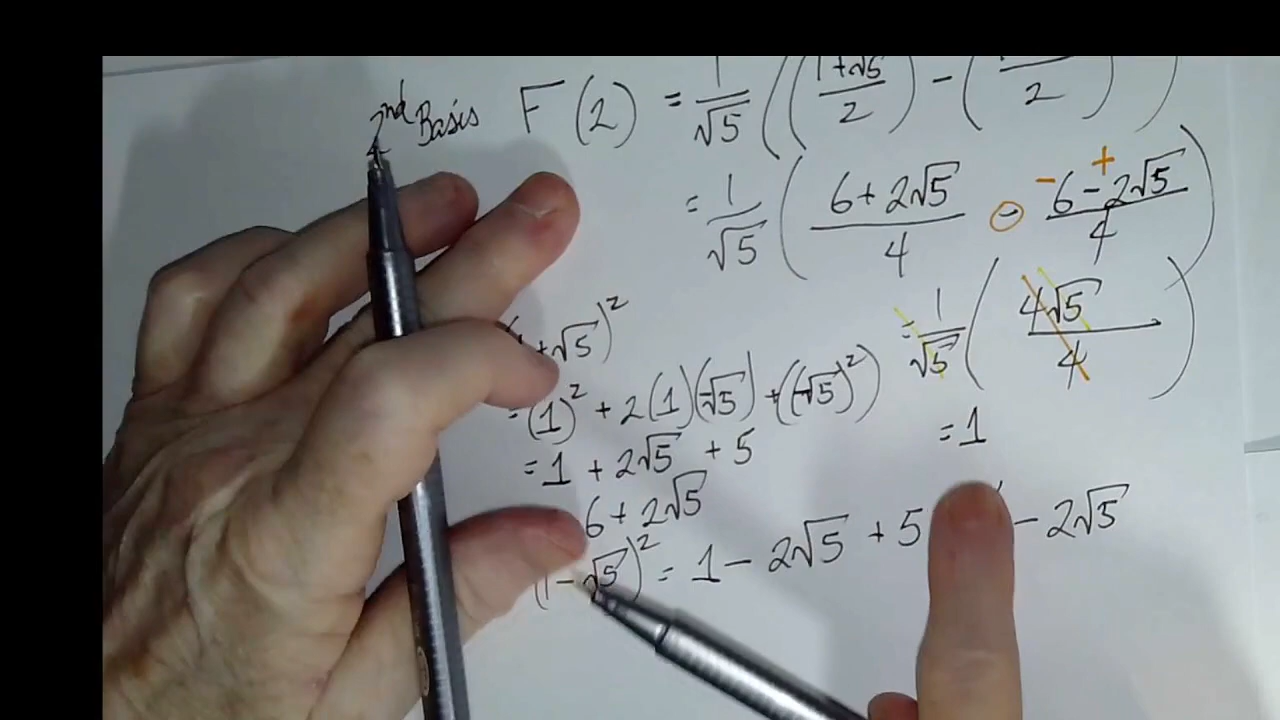 2nd Basis F(2) = 1/√5 ((1+√5)/2) - ( /2)
= 1/√5 ((6+2√5)/4 - -6-+2√5/4)
= 1/√5 (4√5/4)
= 1
+√5)²
= (1)² + 2(1)(√5) + (√5)²)
= 1 + 2√5 + 5
6 + 2√5
(1-√5)² = 1 - 2√5 + 5 - 2√5